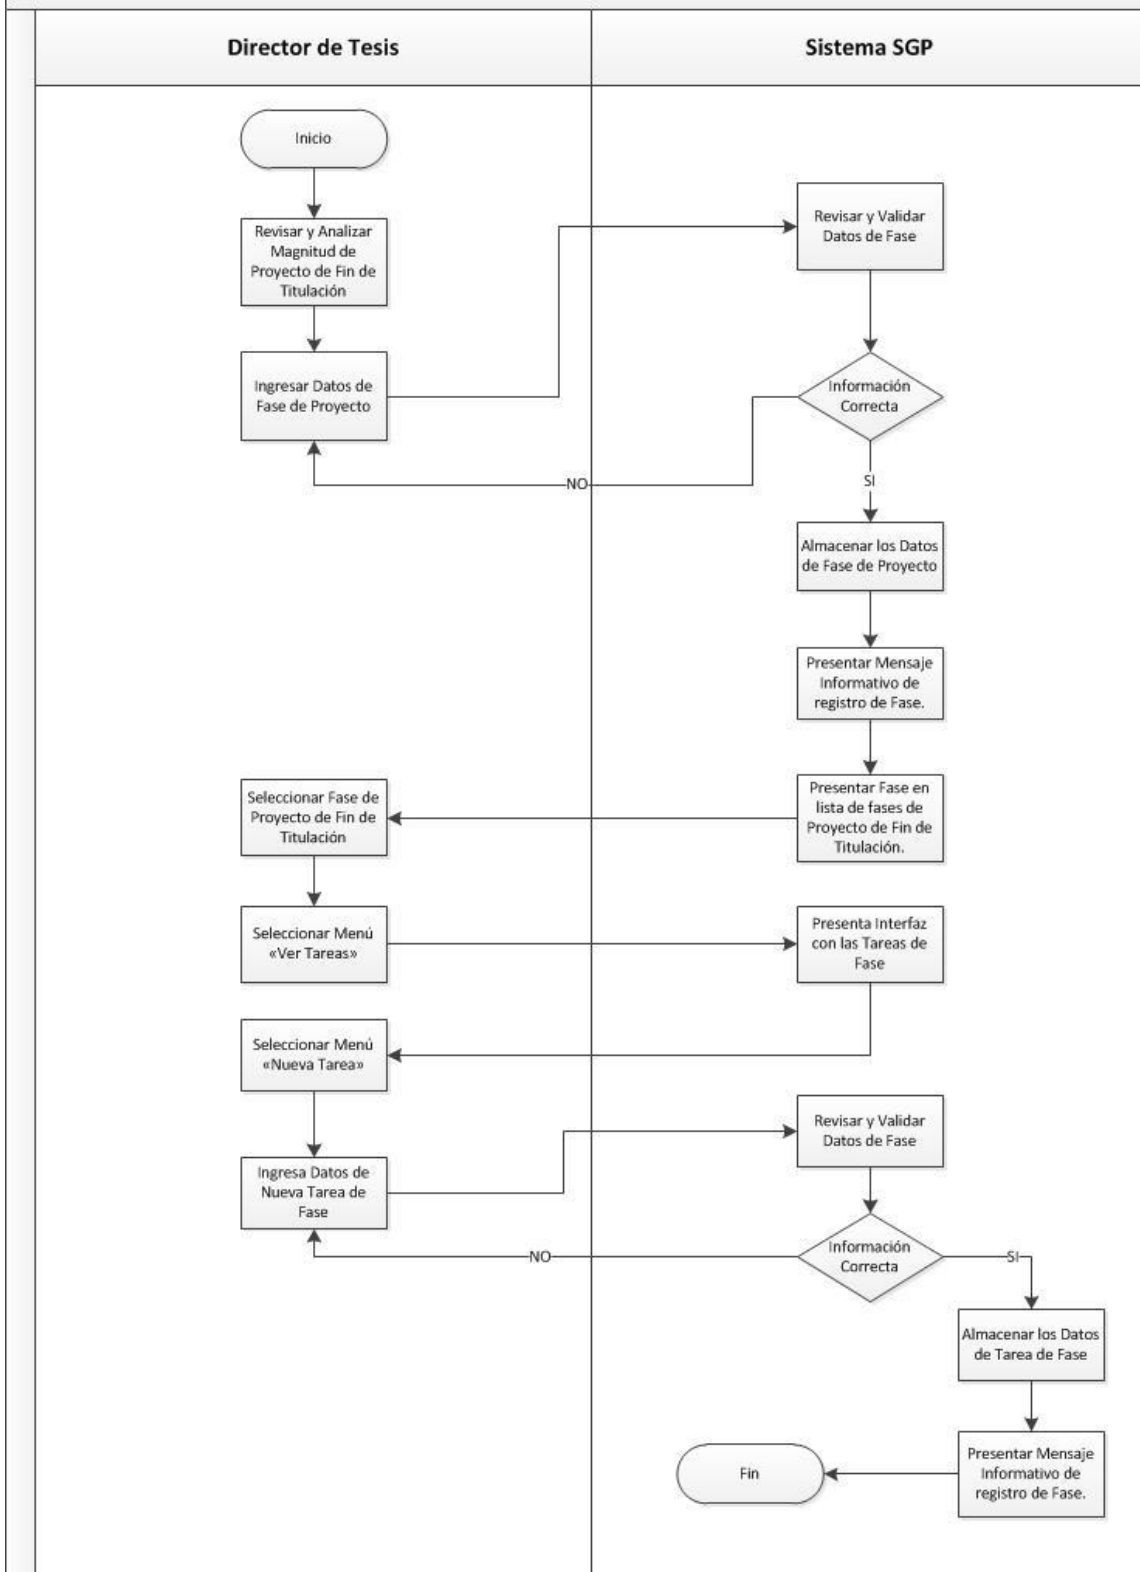 Director de Tesis
Sistema SGP
Inicio
Revisar y Analizar
Magnitud de
Proyecto de Fin de
Titulación
Revisar y Validar
Datos de Fase
Ingresar Datos de
Fase de Proyecto
Información
Correcta
NO
SI
Almacenar los Datos
de Fase de Proyecto
Presentar Mensaje
Informativo de
registro de Fase.
Presentar Fase en
lista de fases de
Proyecto de Fin de
Titulación.
Seleccionar Fase de
Proyecto de Fin de
Titulación
Seleccionar Menú
«Ver Tareas»
Presenta Interfaz
con las Tareas de
Fase
Seleccionar Menú
«Nueva Tarea»
Ingresa Datos de
Nueva Tarea de
Fase
Revisar y Validar
Datos de Fase
Información
Correcta
NO
SI
Almacenar los Datos
de Tarea de Fase
Presentar Mensaje
Informativo de
registro de Fase.
Fin